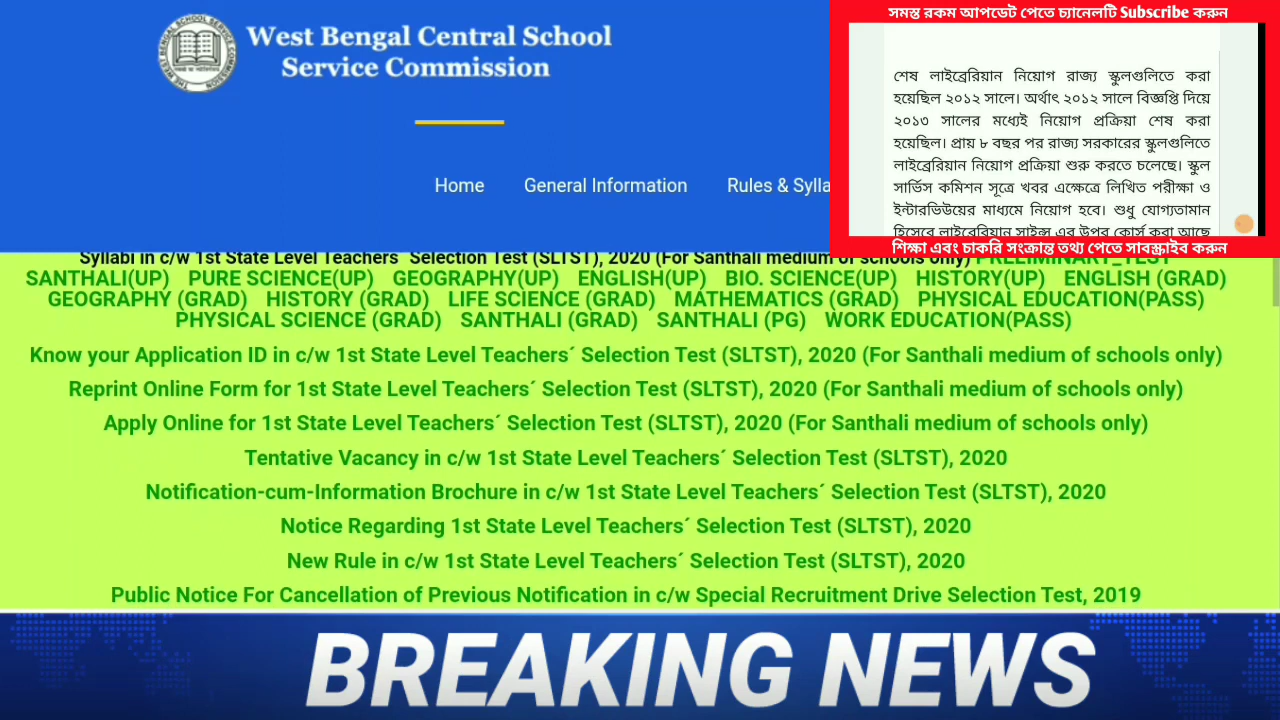 West Bengal Central School
Service Commission
Home General Information Rules & Sylla
সমস্ত রকম আপডেট পেতে চ্যানেলটি Subscribe করুন
শেষ লাইব্রেরিয়ান নিয়োগ রাজ্য স্কুলগুলিতে করা
হয়েছিল ২০১২ সালে। অর্থাৎ ২০১২ সালে বিজ্ঞপ্তি দিয়ে
২০১৩ সালের মধ্যেই নিয়োগ প্রক্রিয়া শেষ করা
হয়েছিল। প্রায় ৮ বছর পর রাজ্য সরকারের স্কুলগুলিতে
লাইব্রেরিয়ান নিয়োগ প্রক্রিয়া শুরু করতে চলেছে। স্কুল
সার্ভিস কমিশন সূত্রে খবর এক্ষেত্রে লিখিত পরীক্ষা ও
ইন্টারভিউয়ের মাধ্যমে নিয়োগ হবে। শুধু যোগ্যতামান
হিসেবে লাইব্রেরিয়ান সাইন্স এর উপর কোর্স করা আছে
শিক্ষা এবং চাকরি সংক্রান্ত তথ্য পেতে সাবস্ক্রাইব করুন
Syllabi in c/w 1st State Level Teachers´ Selection Test (SLTST), 2020 (For Santhali medium of schools only) PRELIMINARY_TEST
SANTHALI(UP) PURE SCIENCE(UP) GEOGRAPHY(UP) ENGLISH(UP) BIO. SCIENCE(UP) HISTORY(UP) ENGLISH (GRAD)
GEOGRAPHY (GRAD) HISTORY (GRAD) LIFE SCIENCE (GRAD) MATHEMATICS (GRAD) PHYSICAL EDUCATION(PASS)
PHYSICAL SCIENCE (GRAD) SANTHALI (GRAD) SANTHALI (PG) WORK EDUCATION(PASS)
Know your Application ID in c/w 1st State Level Teachers´ Selection Test (SLTST), 2020 (For Santhali medium of schools only)
Reprint Online Form for 1st State Level Teachers´ Selection Test (SLTST), 2020 (For Santhali medium of schools only)
Apply Online for 1st State Level Teachers´ Selection Test (SLTST), 2020 (For Santhali medium of schools only)
Tentative Vacancy in c/w 1st State Level Teachers´ Selection Test (SLTST), 2020
Notification-cum-Information Brochure in c/w 1st State Level Teachers´ Selection Test (SLTST), 2020
Notice Regarding 1st State Level Teachers´ Selection Test (SLTST), 2020
New Rule in c/w 1st State Level Teachers´ Selection Test (SLTST), 2020
Public Notice For Cancellation of Previous Notification in c/w Special Recruitment Drive Selection Test, 2019
BREAKING NEWS